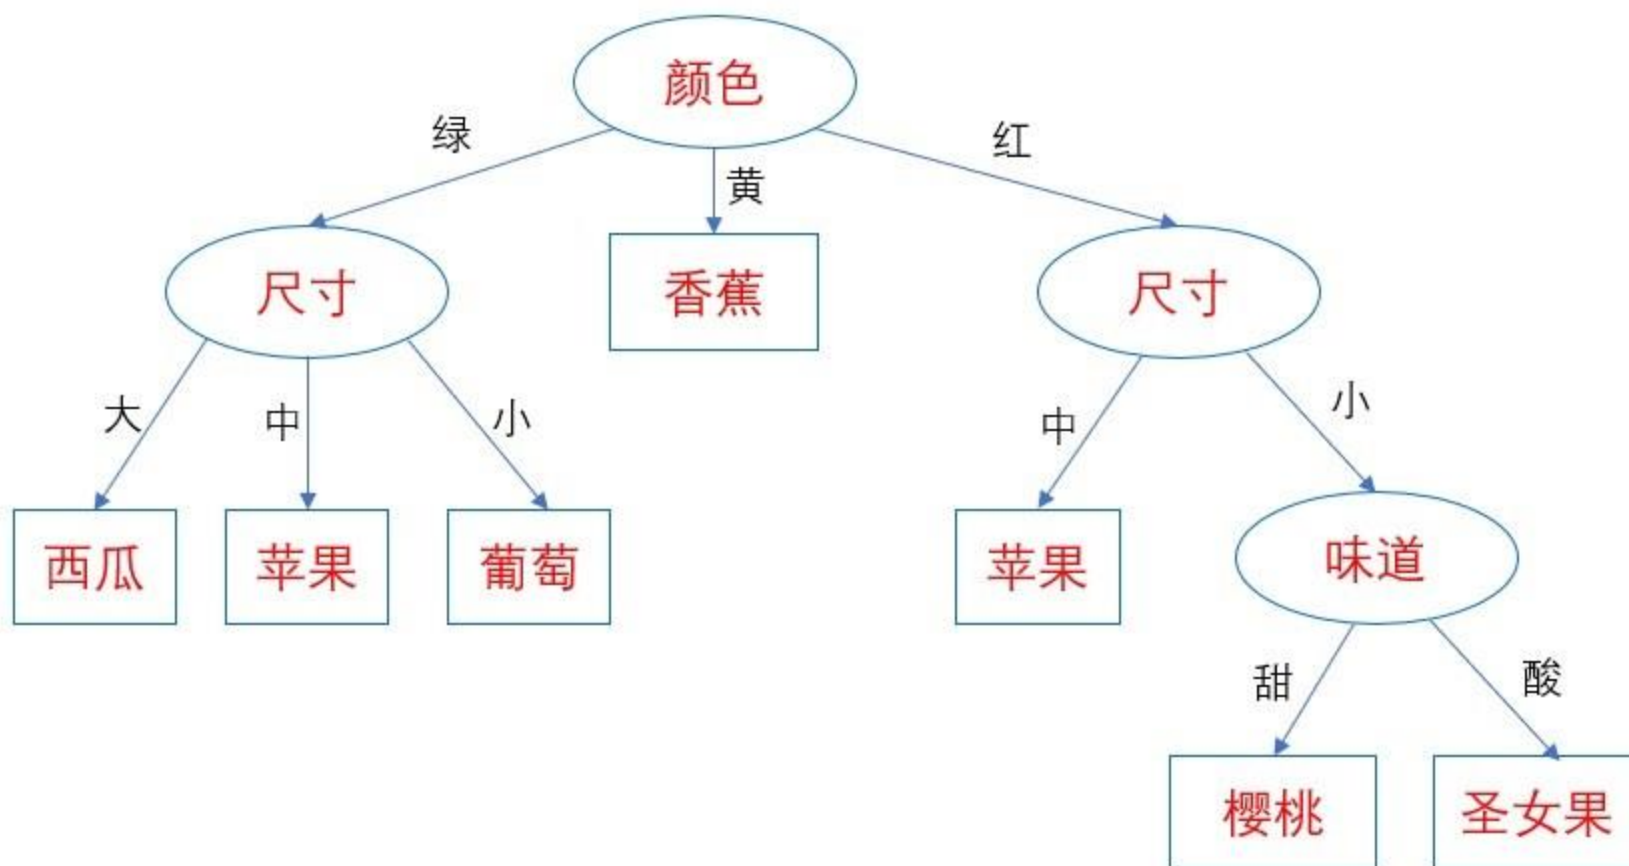 颜色
绿
黄
红
尺寸
香蕉
尺寸
大
中
小
中
小
西瓜
苹果
葡萄
苹果
味道
甜
酸
樱桃
圣女果